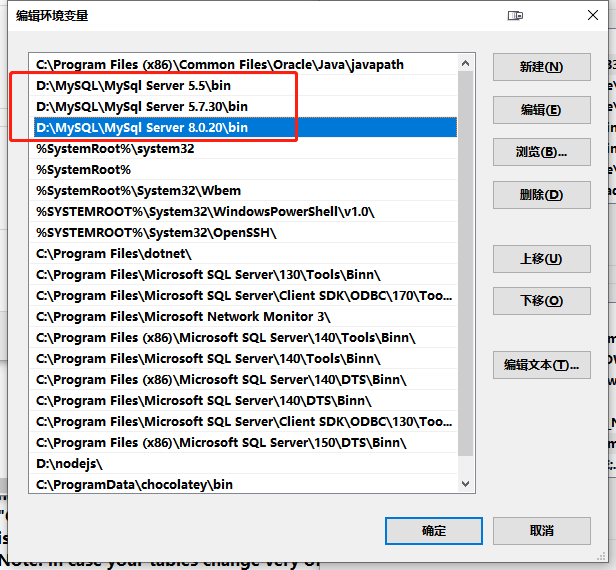 编辑环境变量
C:\Program Files (x86)\Common Files\Oracle\Java\javapath
D:\MySQL\MySql Server 5.5\bin
D:\MySQL\MySql Server 5.7.30\bin
D:\MySQL\MySql Server 8.0.20\bin
%SystemRoot%\system32
%SystemRoot%
%SystemRoot%\System32\Wbem
%SYSTEMROOT%\System32\WindowsPowerShell\v1.0\
%SYSTEMROOT%\System32\OpenSSH\
C:\Program Files\dotnet\
C:\Program Files\Microsoft SQL Server\130\Tools\Binn\
C:\Program Files\Microsoft SQL Server\Client SDK\ODBC\170\Too...
C:\Program Files\Microsoft Network Monitor 3\
C:\Program Files (x86)\Microsoft SQL Server\140\Tools\Binn\
C:\Program Files\Microsoft SQL Server\140\Tools\Binn\
C:\Program Files (x86)\Microsoft SQL Server\140\DTS\Binn\
C:\Program Files\Microsoft SQL Server\140\DTS\Binn\
C:\Program Files\Microsoft SQL Server\Client SDK\ODBC\130\Too...
C:\Program Files (x86)\Microsoft SQL Server\150\DTS\Binn\
D:\nodejs\
C:\ProgramData\chocolatey\bin
新建(N)
编辑(E)
浏览(B)...
删除(D)
上移(U)
下移(O)
编辑文本(T)...
确定
取消
Note: in case your tables change very of